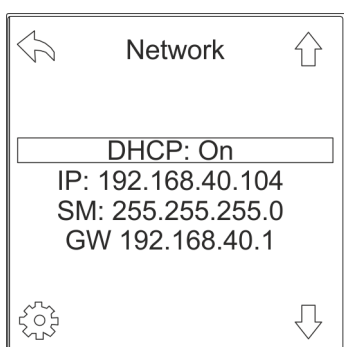 Network
DHCP: On
IP: 192.168.40.104
SM: 255.255.255.0
GW 192.168.40.1